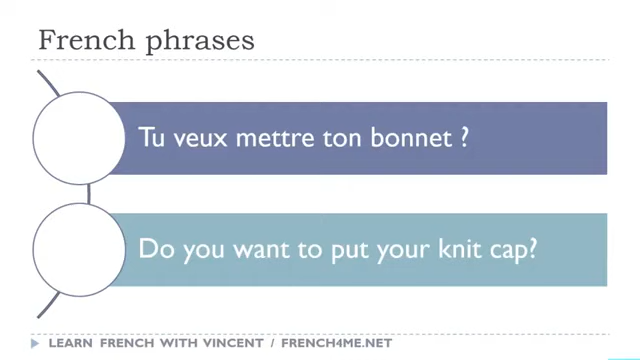 French phrases
Tu veux mettre ton bonnet ?
Do you want to put your knit cap?
LEARN FRENCH WITH VINCENT / FRENCH4ME.NET